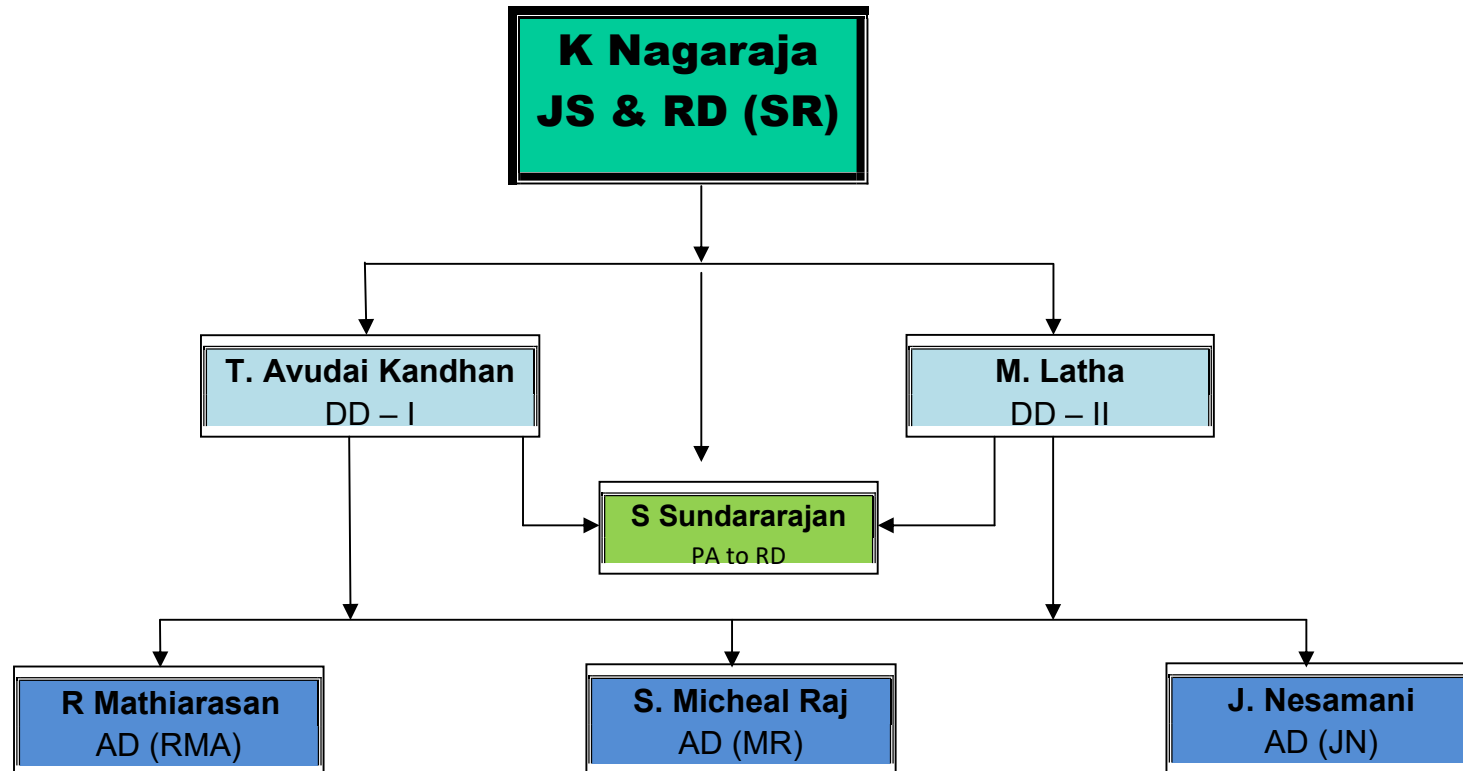 K Nagaraja
JS & RD (SR)
T. Avudai Kandhan
DD – I
M. Latha
DD – II
S Sundararajan
PA to RD
R Mathiarasan
AD (RMA)
S. Micheal Raj
AD (MR)
J. Nesamani
AD (JN)